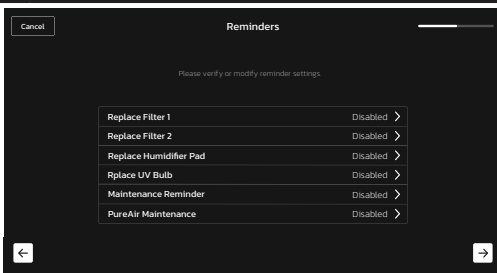 Cancel
Reminders
Please verify or modify reminder settings.
Replace Filter 1 Disabled
Replace Filter 2 Disabled
Replace Humidifier Pad Disabled
Rplace UV Bulb Disabled
Maintenance Reminder Disabled
PureAir Maintenance Disabled